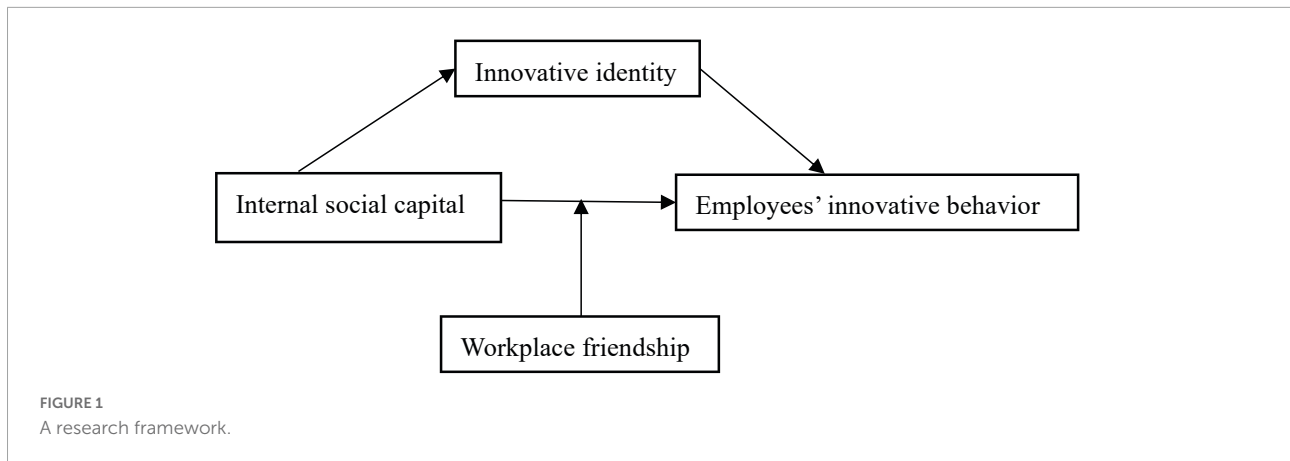 Innovative identity
Internal social capital
Employees’ innovative behavior
Workplace friendship
FIGURE 1
A research framework.